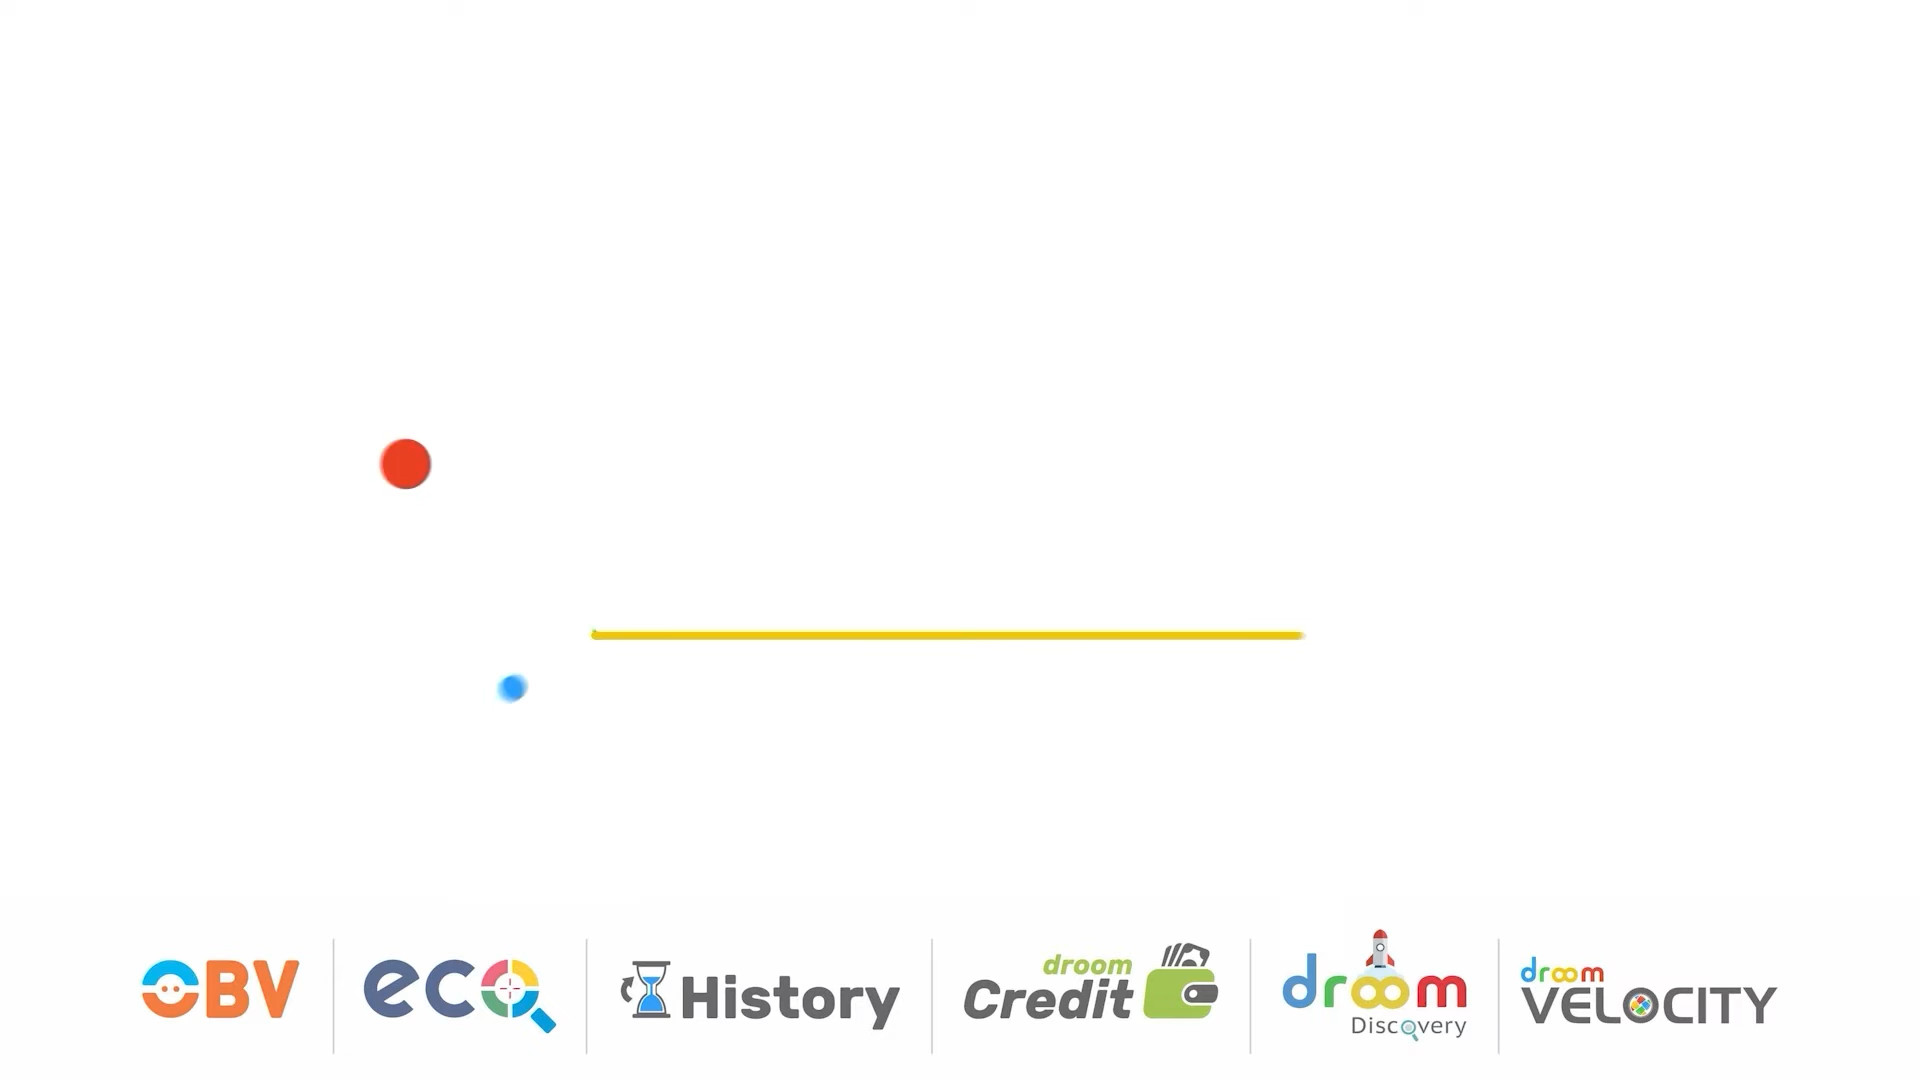 OBV
eco
History
droom
Credit
droom
Discovery
droom
VELOCITY